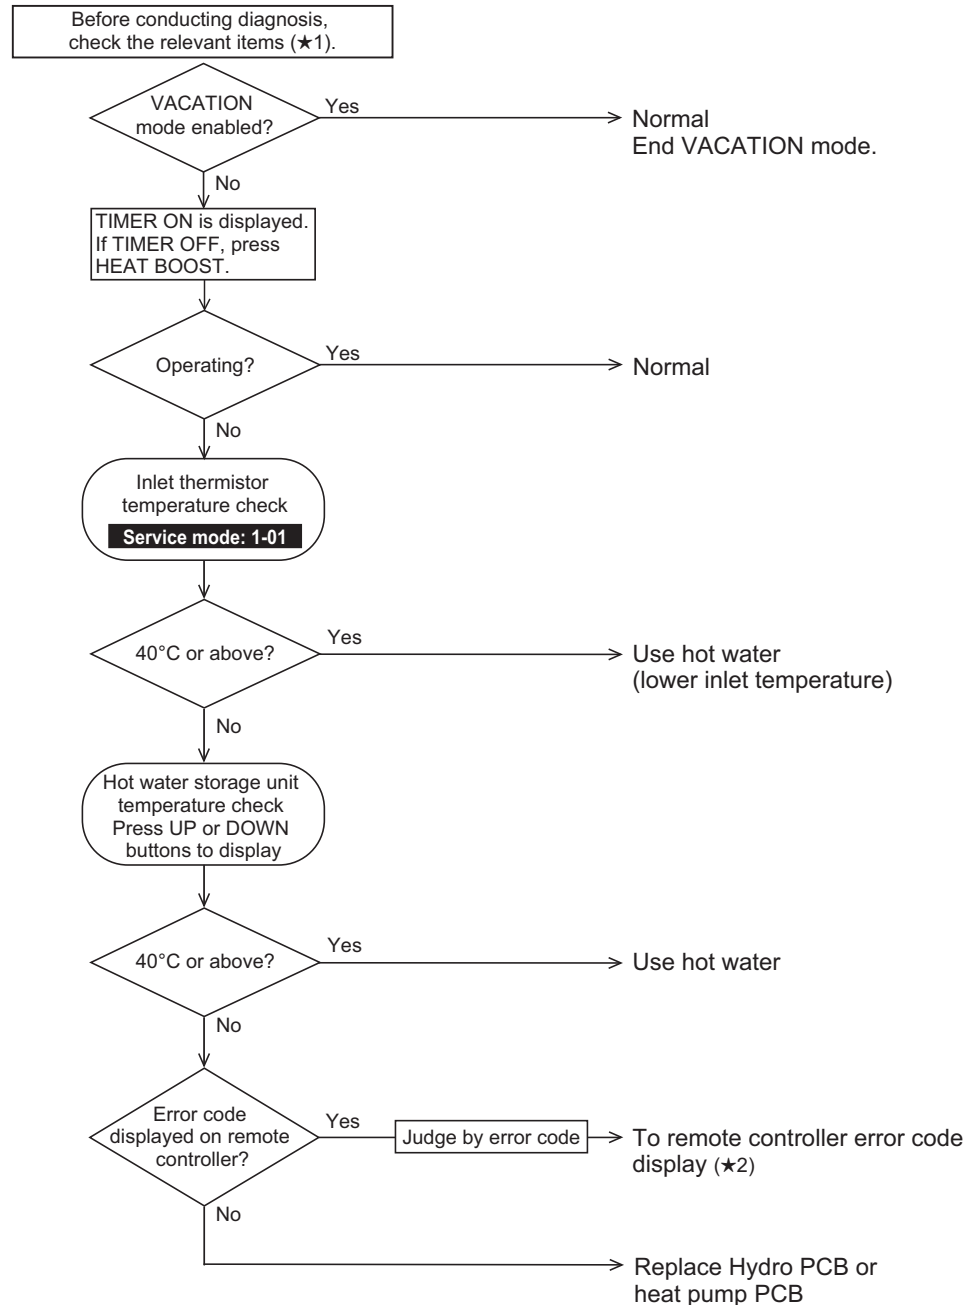 Before conducting diagnosis,
check the relevant items (★1).
VACATION
mode enabled?
Yes
Normal
End VACATION mode.
No
TIMER ON is displayed.
If TIMER OFF, press
HEAT BOOST.
Operating?
Yes
Normal
No
Inlet thermistor
temperature check
Service mode: 1-01
40°C or above?
Yes
Use hot water
(lower inlet temperature)
No
Hot water storage unit
temperature check
Press UP or DOWN
buttons to display
40°C or above?
Yes
Use hot water
No
Error code
displayed on remote
controller?
Yes
Judge by error code
To remote controller error code
display (★2)
No
Replace Hydro PCB or
heat pump PCB